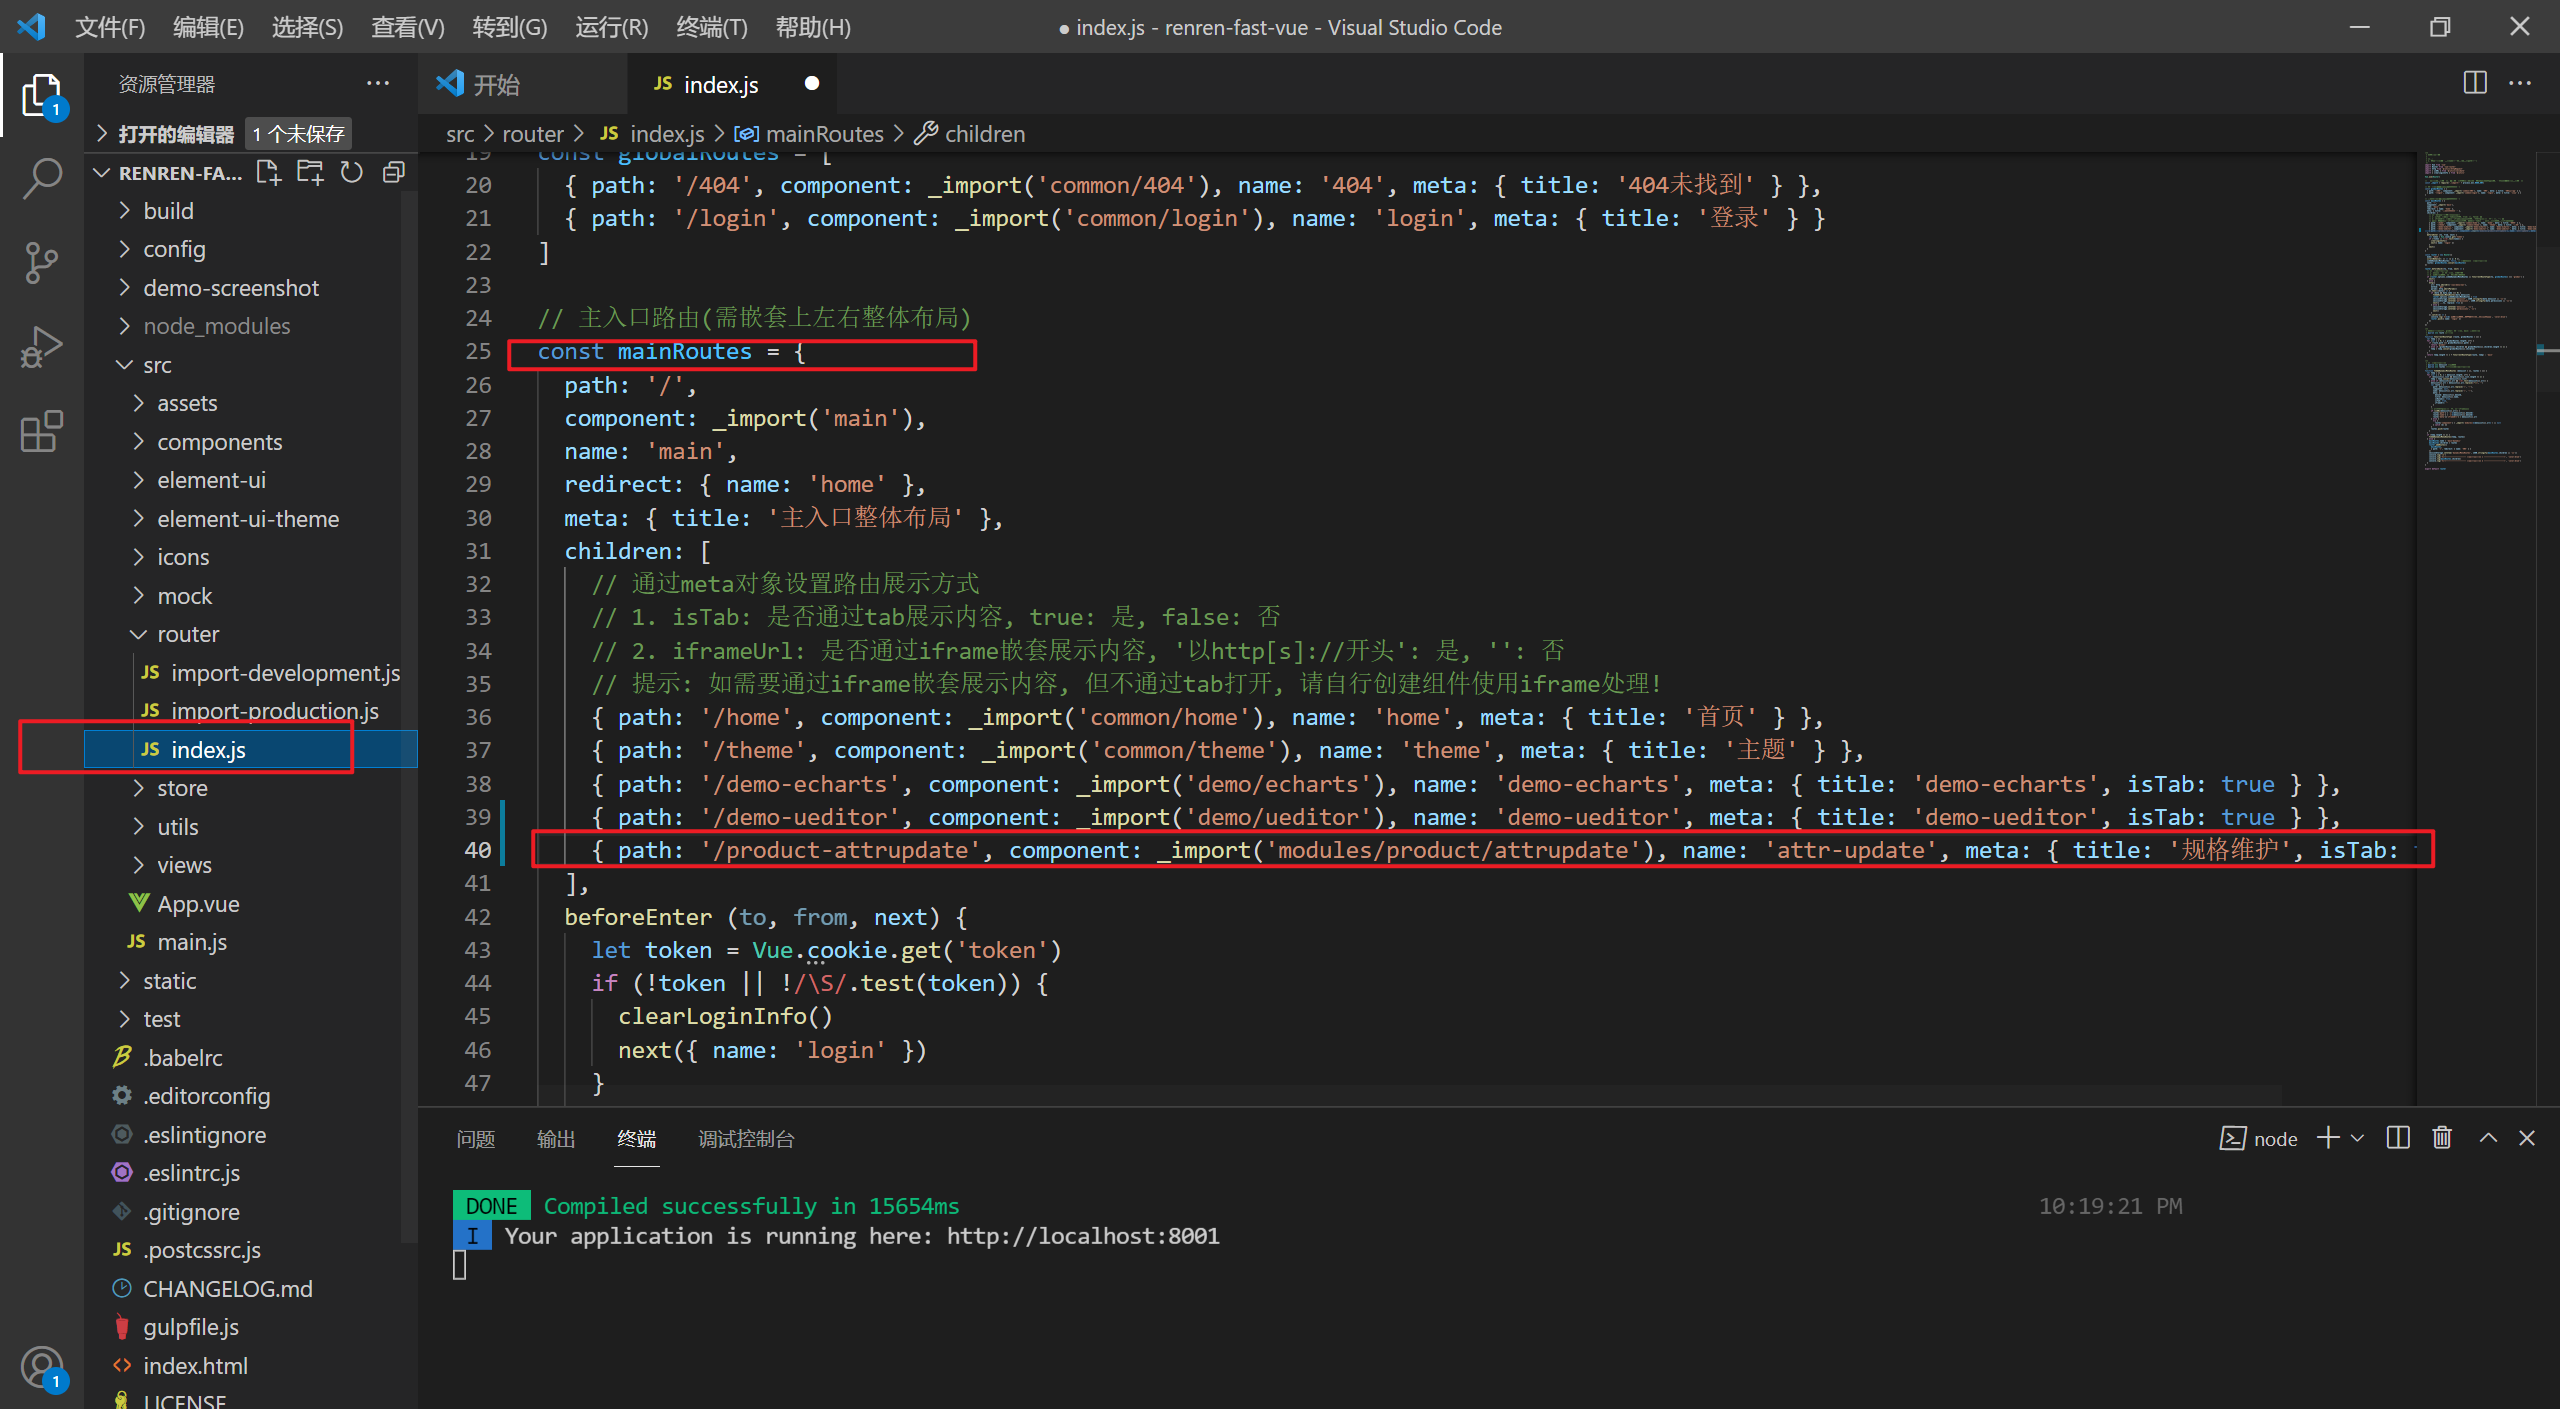 文件(F) 编辑(E) 选择(S) 查看(V) 转到(G) 运行(R) 终端(T) 帮助(H)
● index.js - renren-fast-vue - Visual Studio Code
资源管理器 ···
打开的编辑器 1 个未保存
RENREN-FA...
build
config
demo-screenshot
node_modules
src
assets
components
element-ui
element-ui-theme
icons
mock
router
JS import-development.js
JS import-production.js
JS index.js
store
utils
views
App.vue
JS main.js
static
test
.babelrc
.editorconfig
.eslintignore
.eslintrc.js
.gitignore
JS .postcssrc.js
CHANGELOG.md
gulpfile.js
index.html
LICENSE
1
1
开始
JS index.js ●
src > router > JS index.js > mainRoutes > children
19 const globalRoutes = [
20 { path: '/404', component: _import('common/404'), name: '404', meta: { title: '404未找到' } },
21 { path: '/login', component: _import('common/login'), name: 'login', meta: { title: '登录' } }
22 ]
23
24 // 主入口路由(需嵌套上左右整体布局)
25 const mainRoutes = {
26 path: '/',
27 component: _import('main'),
28 name: 'main',
29 redirect: { name: 'home' },
30 meta: { title: '主入口整体布局' },
31 children: [
32 // 通过meta对象设置路由展示方式
33 // 1. isTab: 是否通过tab展示内容, true: 是, false: 否
34 // 2. iframeUrl: 是否通过iframe嵌套展示内容, '以http[s]://开头': 是, '': 否
35 // 提示: 如需要通过iframe嵌套展示内容, 但不通过tab打开, 请自行创建组件使用iframe处理!
36 { path: '/home', component: _import('common/home'), name: 'home', meta: { title: '首页' } },
37 { path: '/theme', component: _import('common/theme'), name: 'theme', meta: { title: '主题' } },
38 { path: '/demo-echarts', component: _import('demo/echarts'), name: 'demo-echarts', meta: { title: 'demo-echarts', isTab: true } },
39 { path: '/demo-ueditor', component: _import('demo/ueditor'), name: 'demo-ueditor', meta: { title: 'demo-ueditor', isTab: true } },
40 { path: '/product-attrupdate', component: _import('modules/product/attrupdate'), name: 'attr-update', meta: { title: '规格维护', isTab:
41 ],
42 beforeEnter (to, from, next) {
43 let token = Vue.cookie.get('token')
44 if (!token || !/\S/.test(token)) {
45 clearLoginInfo()
46 next({ name: 'login' })
47 }
问题 输出 终端 调试控制台
node
DONE Compiled successfully in 15654ms 10:19:21 PM
I Your application is running here: http://localhost:8001